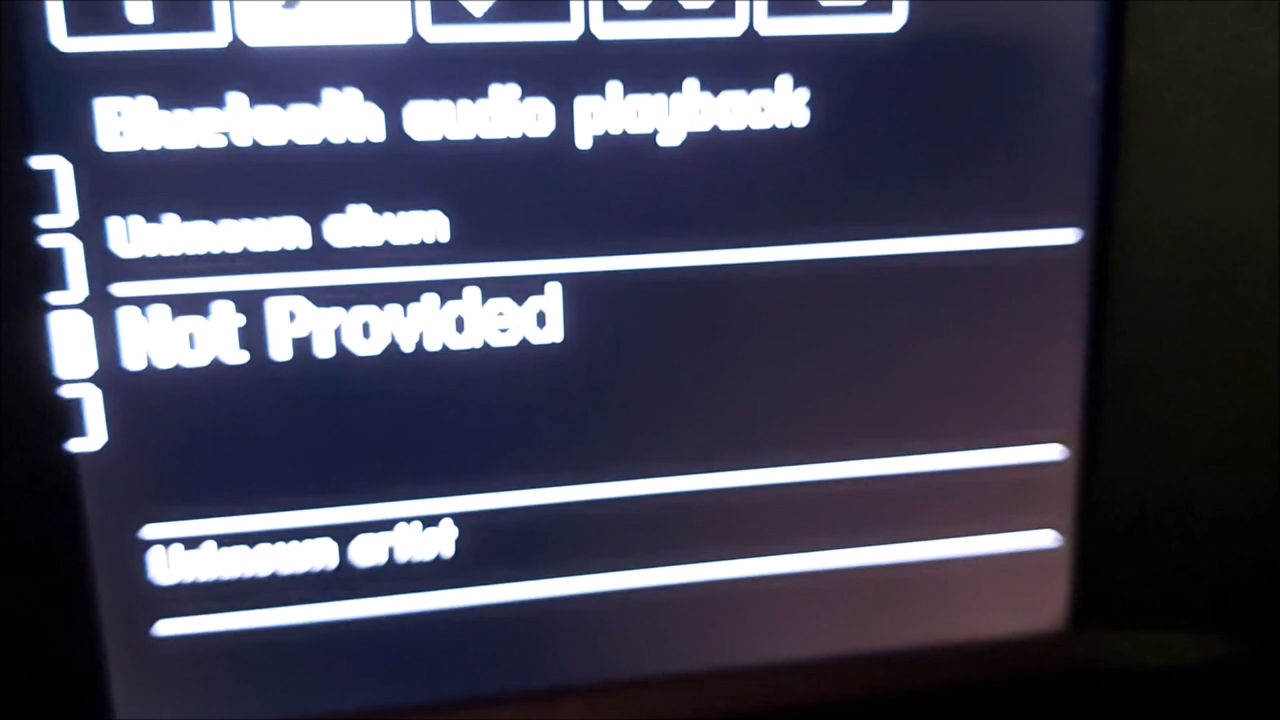 Bluetooth audio playback
Unknown album
Not Provided
Unknown artist